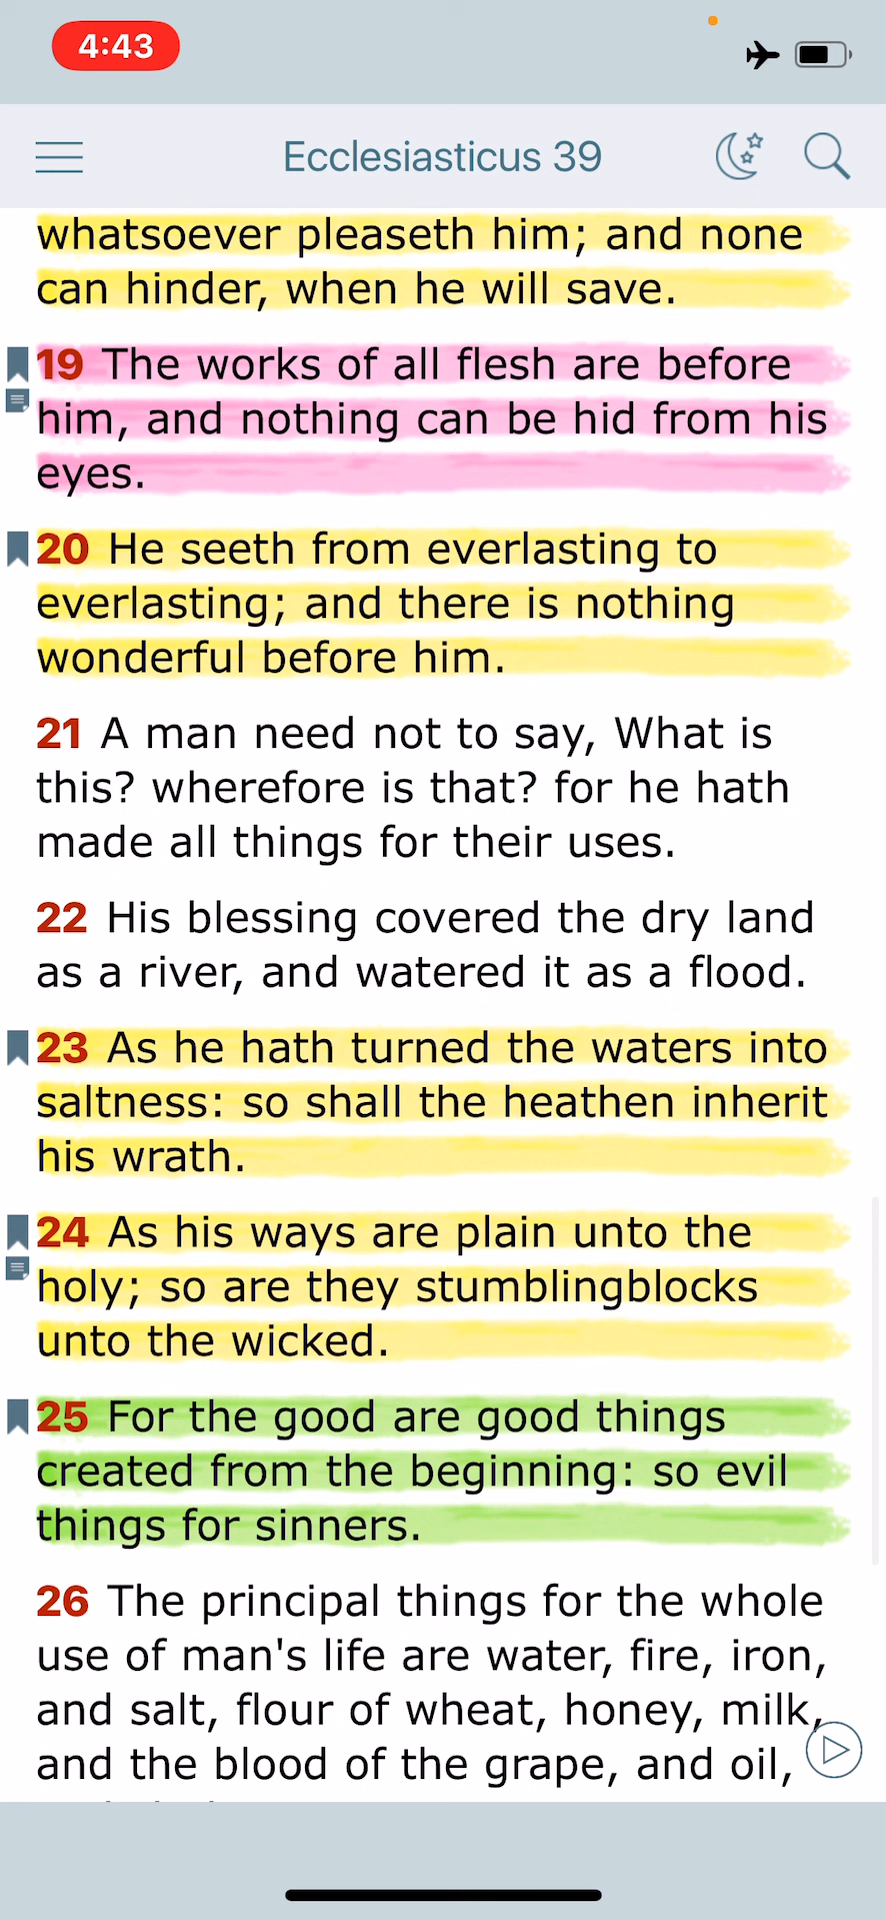 4:43
Ecclesiasticus 39
whatsoever pleaseth him; and none
can hinder, when he will save.
19 The works of all flesh are before
him, and nothing can be hid from his
eyes.
20 He seeth from everlasting to
everlasting; and there is nothing
wonderful before him.
21 A man need not to say, What is
this? wherefore is that? for he hath
made all things for their uses.
22 His blessing covered the dry land
as a river, and watered it as a flood.
23 As he hath turned the waters into
saltness: so shall the heathen inherit
his wrath.
24 As his ways are plain unto the
holy; so are they stumblingblocks
unto the wicked.
25 For the good are good things
created from the beginning: so evil
things for sinners.
26 The principal things for the whole
use of man's life are water, fire, iron,
and salt, flour of wheat, honey, milk,
and the blood of the grape, and oil,